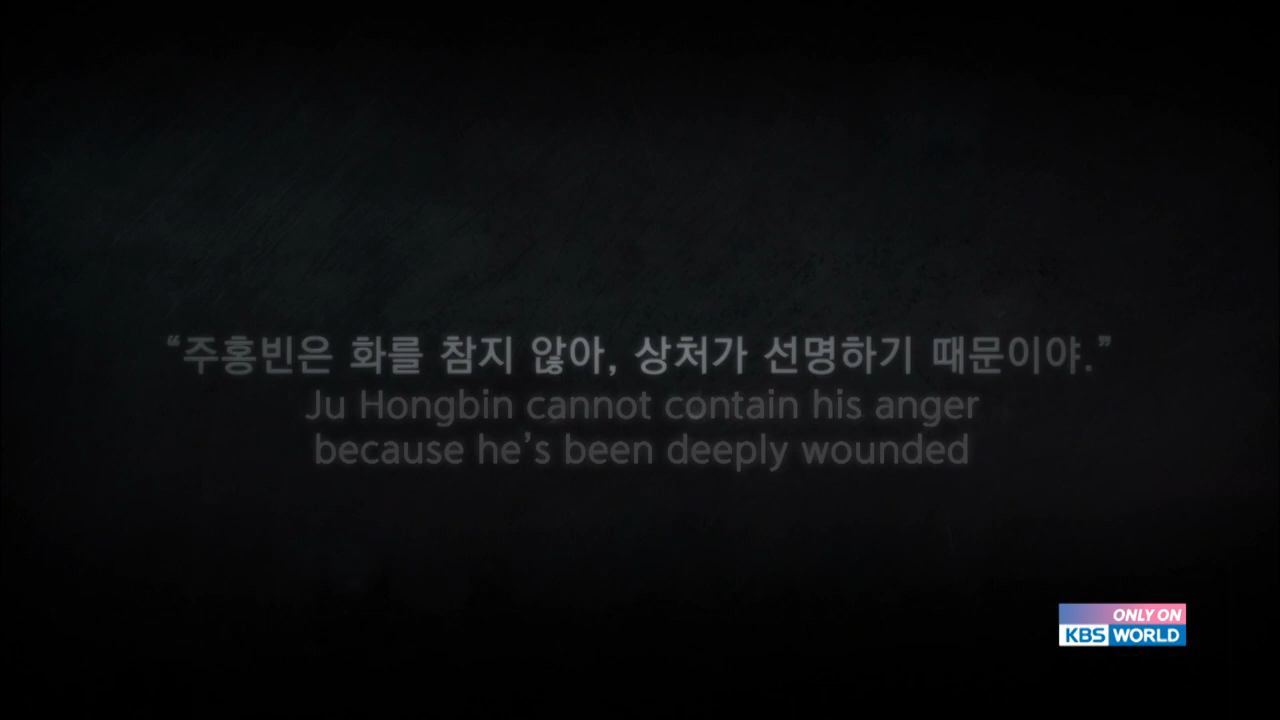 “주홍빈은 화를 참지 않아, 상처가 선명하기 때문이야.”
Ju Hongbin cannot contain his anger
because he’s been deeply wounded
ONLY ON
KBS WORLD